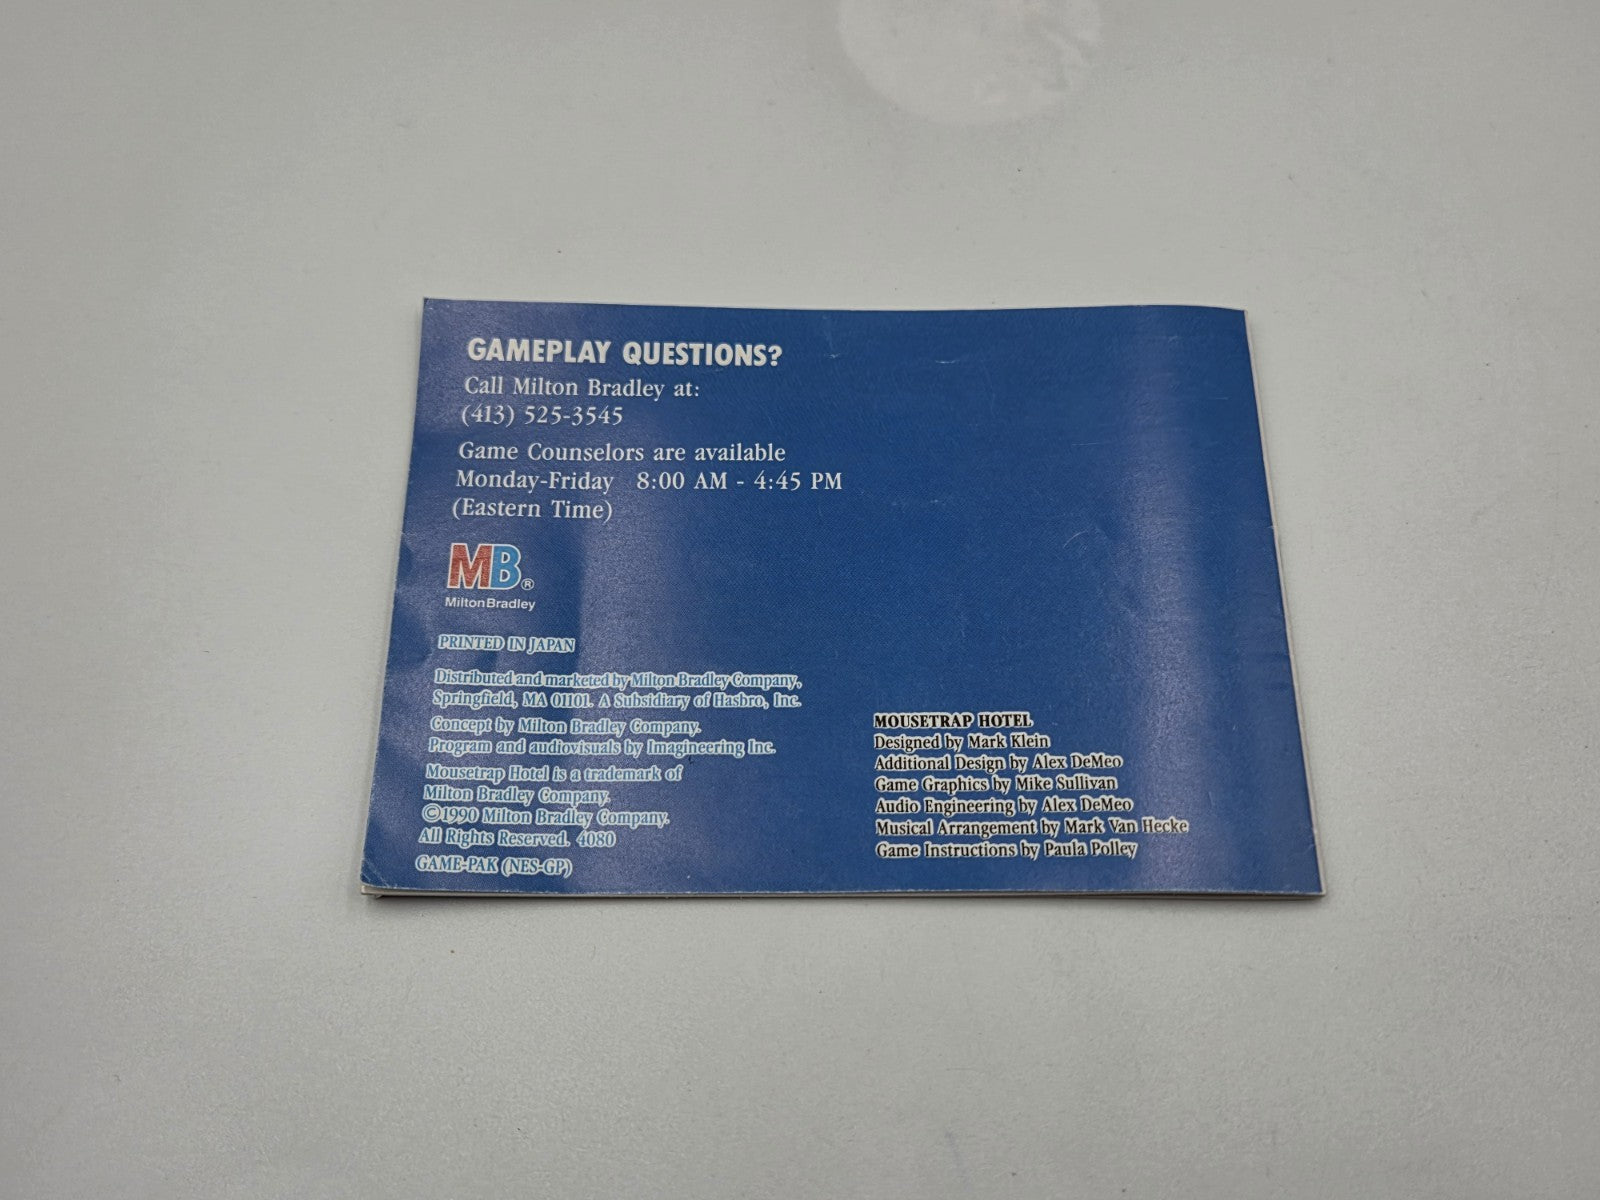 GAMEPLAY QUESTIONS?
Call Milton Bradley at:
(413) 525-3545
Game Counselors are available
Monday-Friday 8:00 AM - 4:45 PM
(Eastern Time)
MB®
MiltonBradley
PRINTED IN JAPAN
Distributed and marketed by Milton Bradley Company,
Springfield, MA 01101. A Subsidiary of Hasbro, Inc.
Concept by Milton Bradley Company.
Program and audiovisuals by Imagineering Inc.
Mousetrap Hotel is a trademark of
Milton Bradley Company.
©1990 Milton Bradley Company.
All Rights Reserved. 4080
GAME-PAK (NES-GP)
MOUSETRAP HOTEL
Designed by Mark Klein
Additional Design by Alex DeMeo
Game Graphics by Mike Sullivan
Audio Engineering by Alex DeMeo
Musical Arrangement by Mark Van Hecke
Game Instructions by Paula Polley